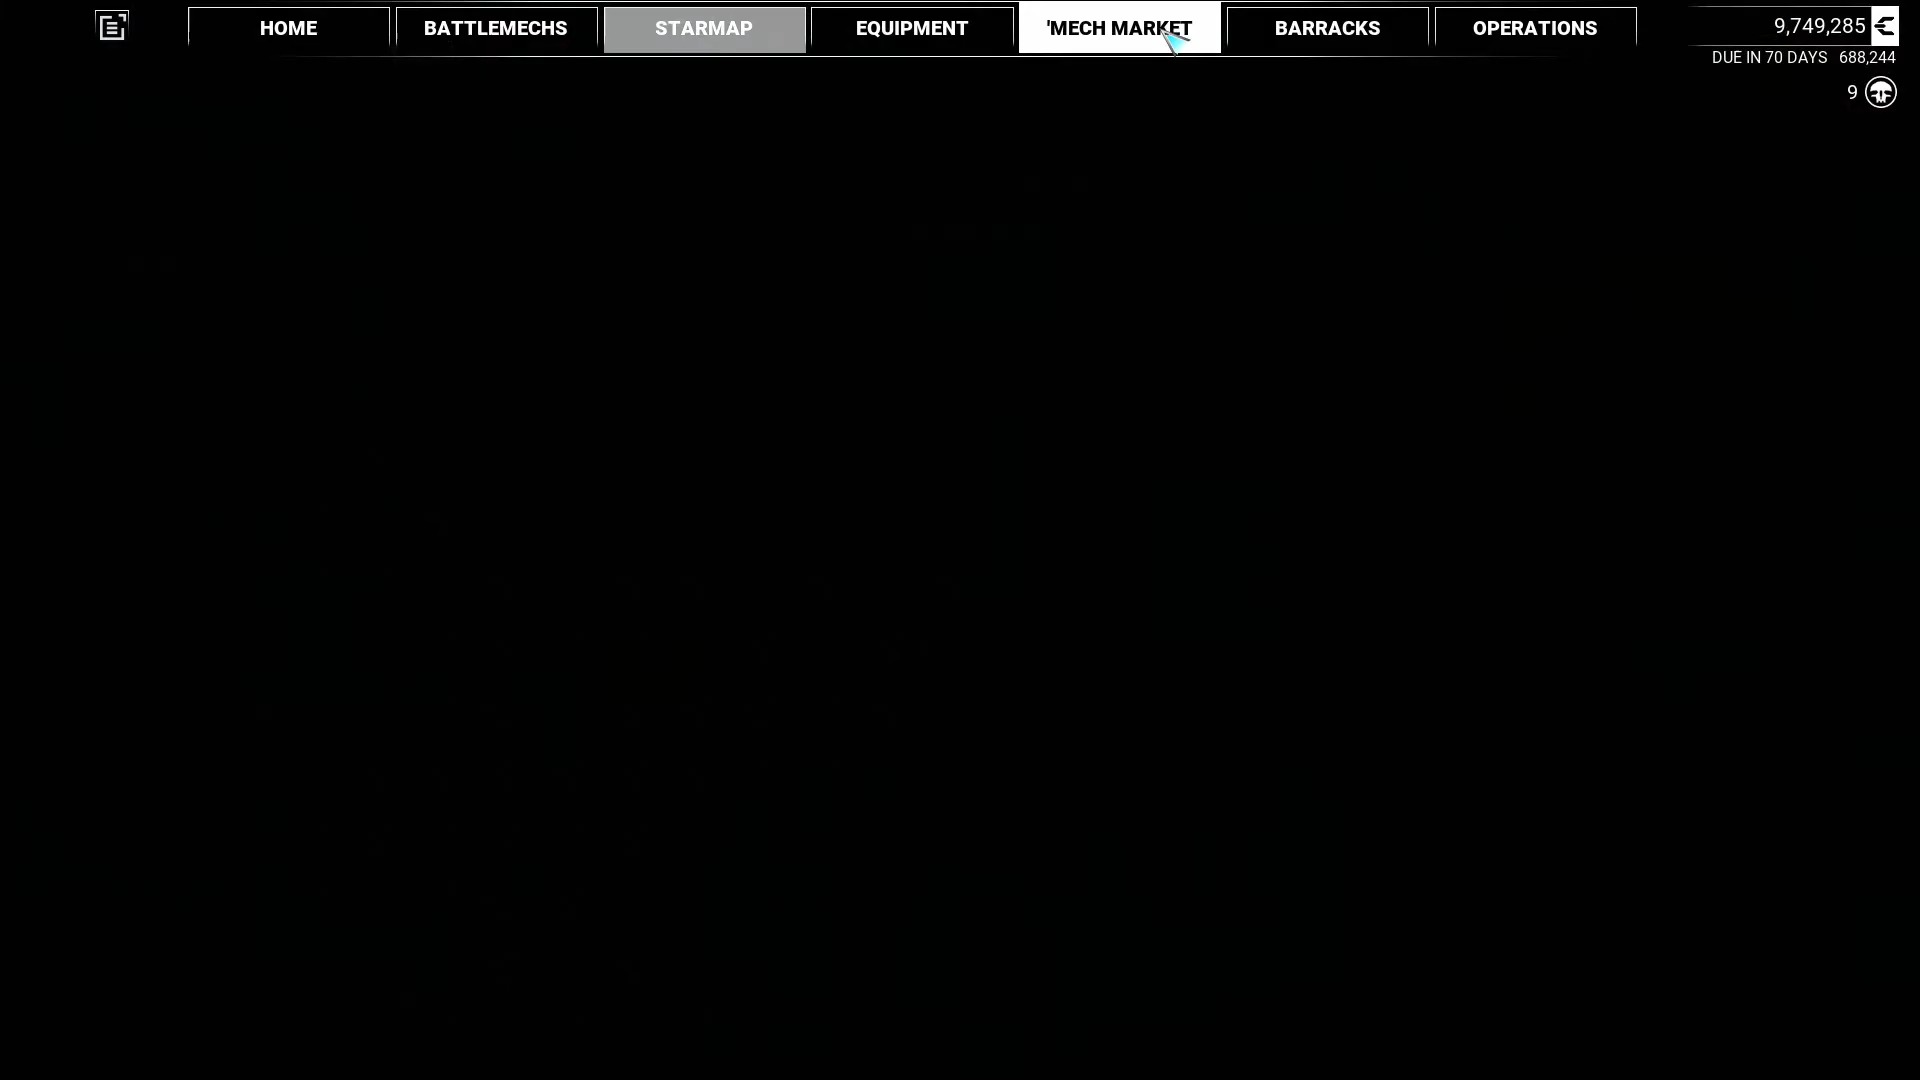 HOME
BATTLEMECHS
STARMAP
EQUIPMENT
'MECH MARKET
BARRACKS
OPERATIONS
9,749,285
DUE IN 70 DAYS 688,244
9